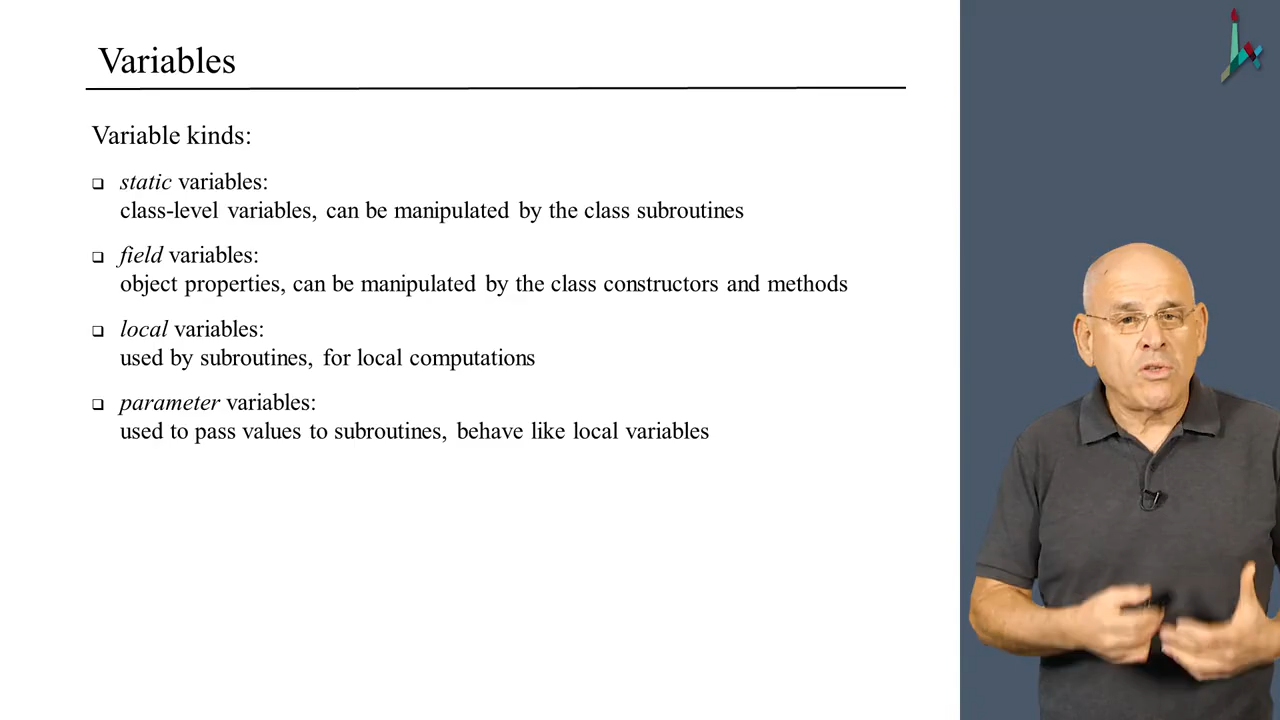 Variables
Variable kinds:
static variables:
class-level variables, can be manipulated by the class subroutines
field variables:
object properties, can be manipulated by the class constructors and methods
local variables:
used by subroutines, for local computations
parameter variables:
used to pass values to subroutines, behave like local variables